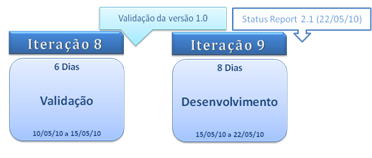 Validação da versão 1.0
Status Report 2.1 (22/05/10)
Iteração 8
6 Dias
Validação
10/05/10 a 15/05/10
Iteração 9
8 Dias
Desenvolvimento
15/05/10 a 22/05/10